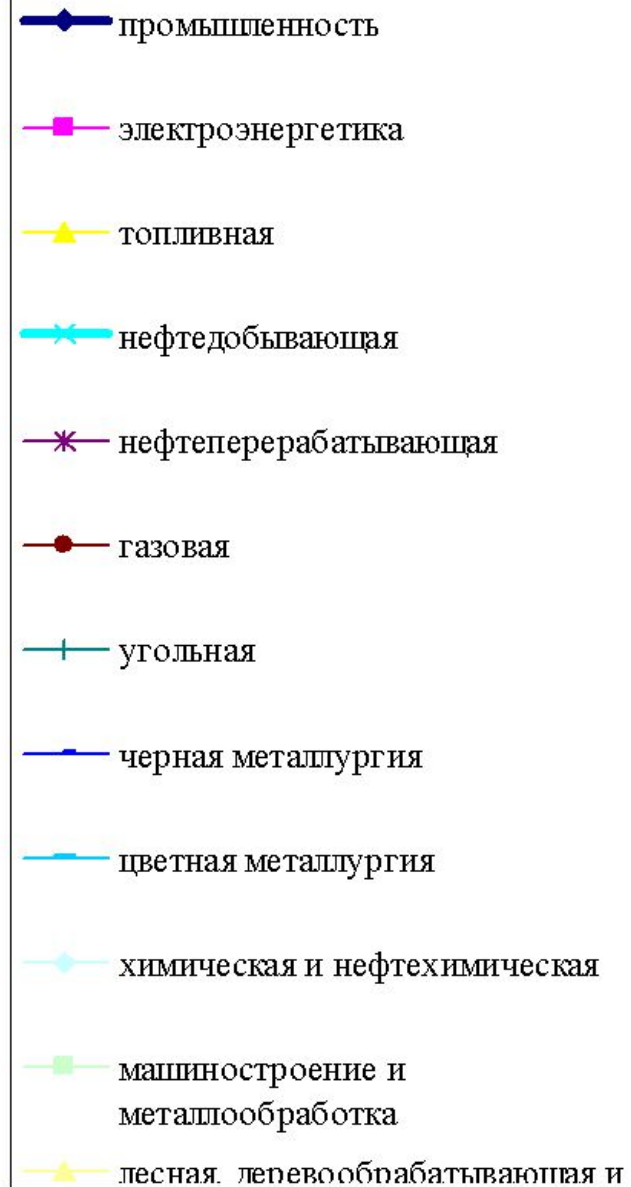 промышленность
электроэнергетика
топливная
нефтедобывающая
нефтеперерабатывающая
газовая
угольная
черная металлургия
цветная металлургия
химическая и нефтехимическая
машиностроение и
металлообработка
лесная, деревообрабатывающая и